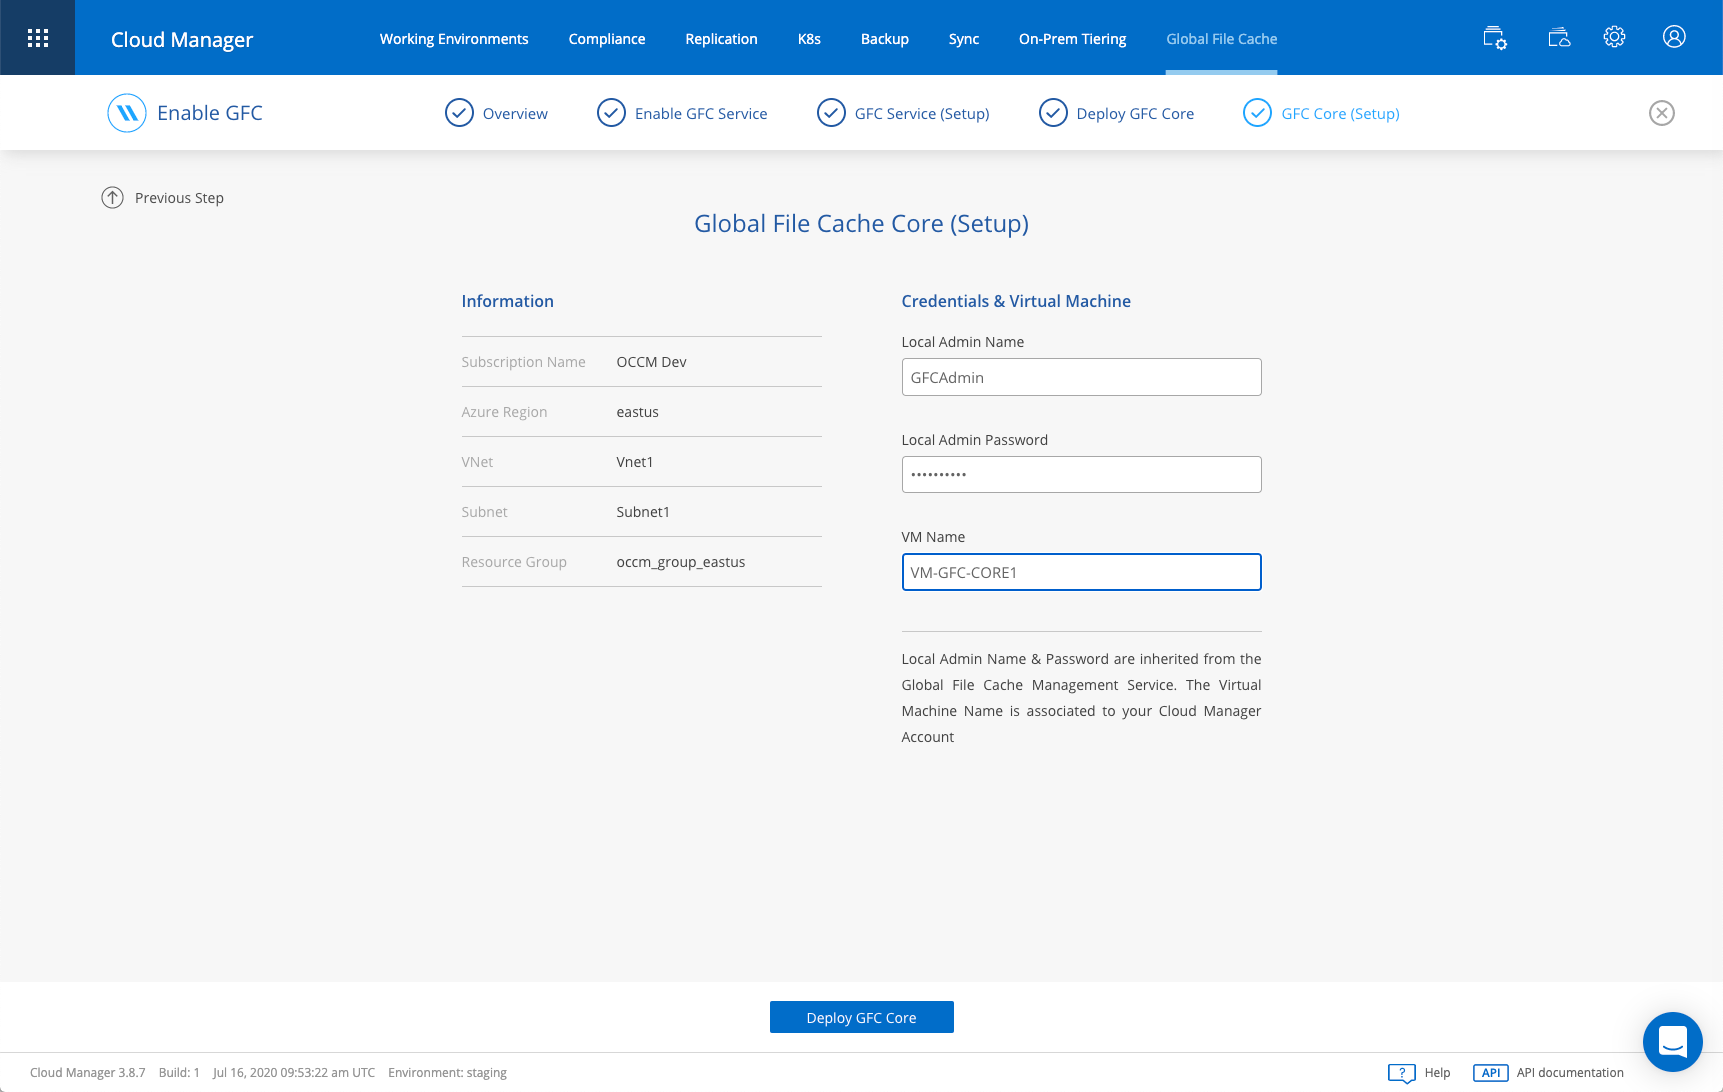 Cloud Manager
Working Environments
Compliance
Replication
K8s
Backup
Sync
On-Prem Tiering
Global File Cache
Enable GFC
Overview
Enable GFC Service
GFC Service (Setup)
Deploy GFC Core
GFC Core (Setup)
Previous Step
Global File Cache Core (Setup)
Information
Subscription Name OCCM Dev
Azure Region eastus
VNet Vnet1
Subnet Subnet1
Resource Group occm_group_eastus
Credentials & Virtual Machine
Local Admin Name
GFCAdmin
Local Admin Password
••••••••••
VM Name
VM-GFC-CORE1
Local Admin Name & Password are inherited from the
Global File Cache Management Service. The Virtual
Machine Name is associated to your Cloud Manager
Account
Deploy GFC Core
Cloud Manager 3.8.7 Build: 1 Jul 16, 2020 09:53:22 am UTC Environment: staging
? Help
API API documentation